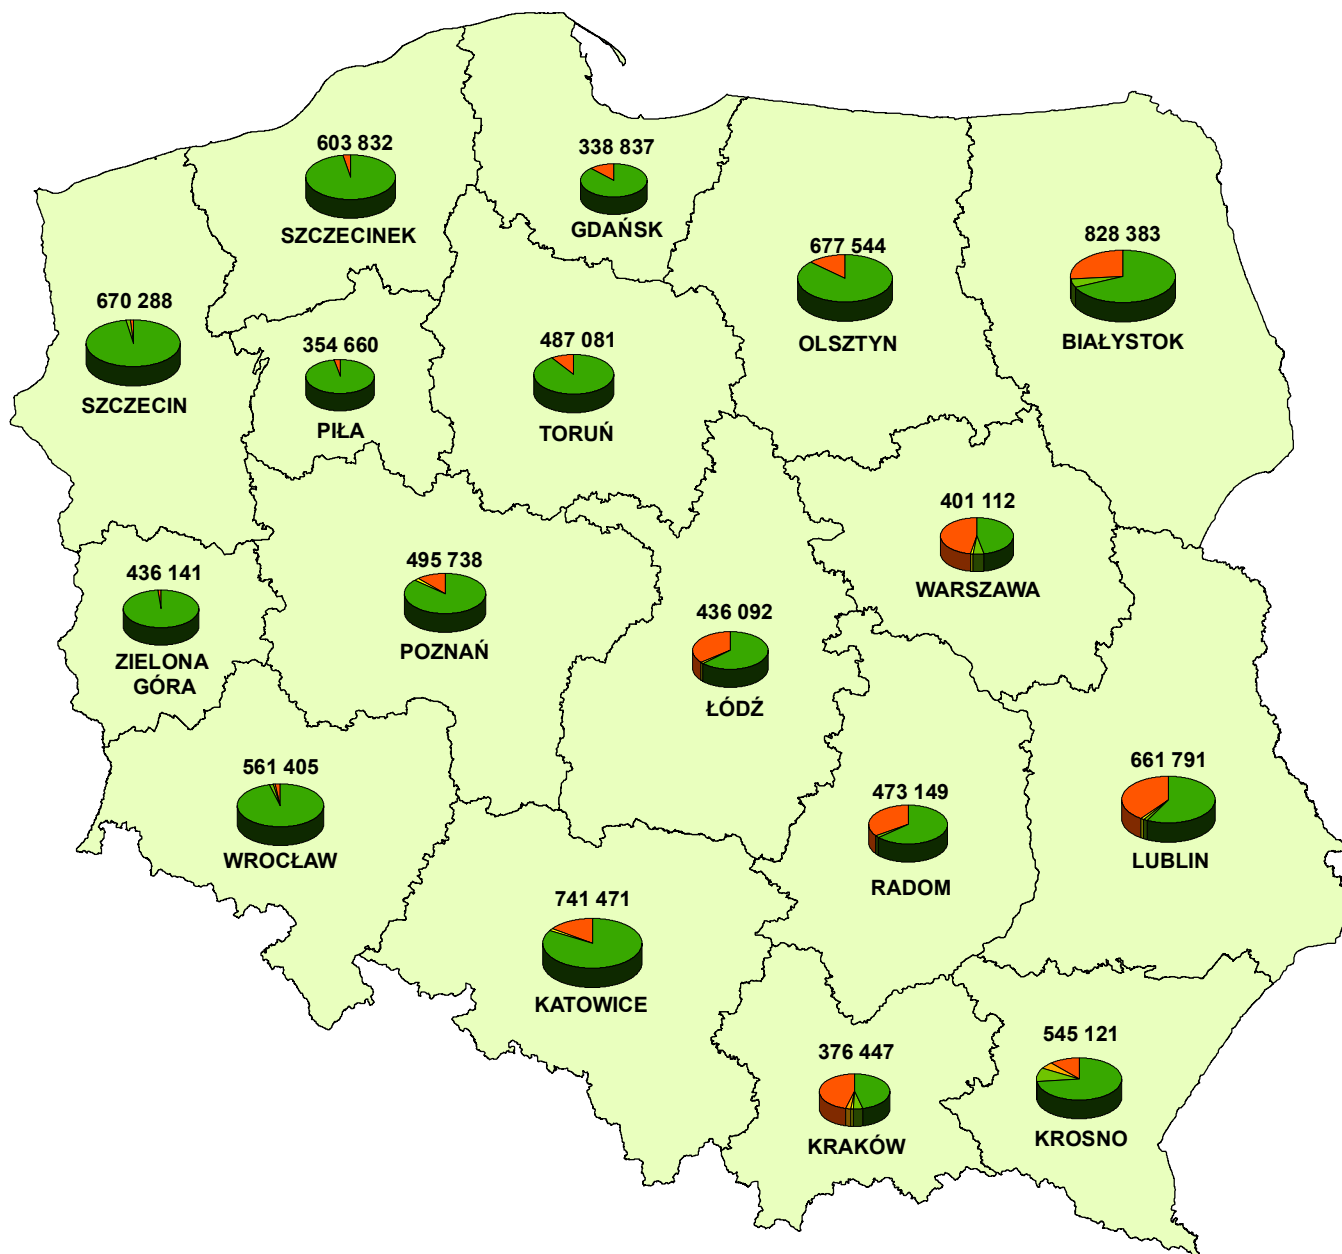 603 832
SZCZECINEK
338 837
GDAŃSK
677 544
OLSZTYN
828 383
BIAŁYSTOK
670 288
SZCZECIN
354 660
PIŁA
487 081
TORUŃ
401 112
WARSZAWA
436 141
ZIELONA
GÓRA
495 738
POZNAŃ
436 092
ŁÓDŹ
561 405
WROCŁAW
473 149
RADOM
661 791
LUBLIN
741 471
KATOWICE
376 447
KRAKÓW
545 121
KROSNO